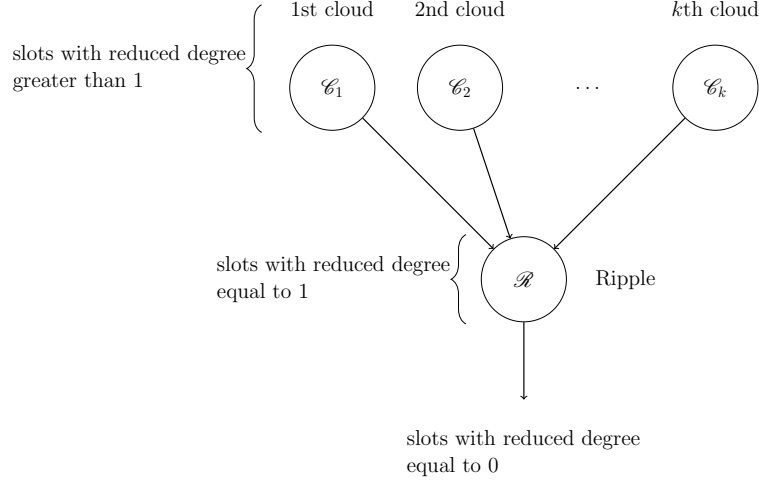 1st cloud 2nd cloud kth cloud
slots with reduced degree
greater than 1
𝒞1 𝒞2 ... 𝒞k
slots with reduced degree
equal to 1
ℛ Ripple
slots with reduced degree
equal to 0